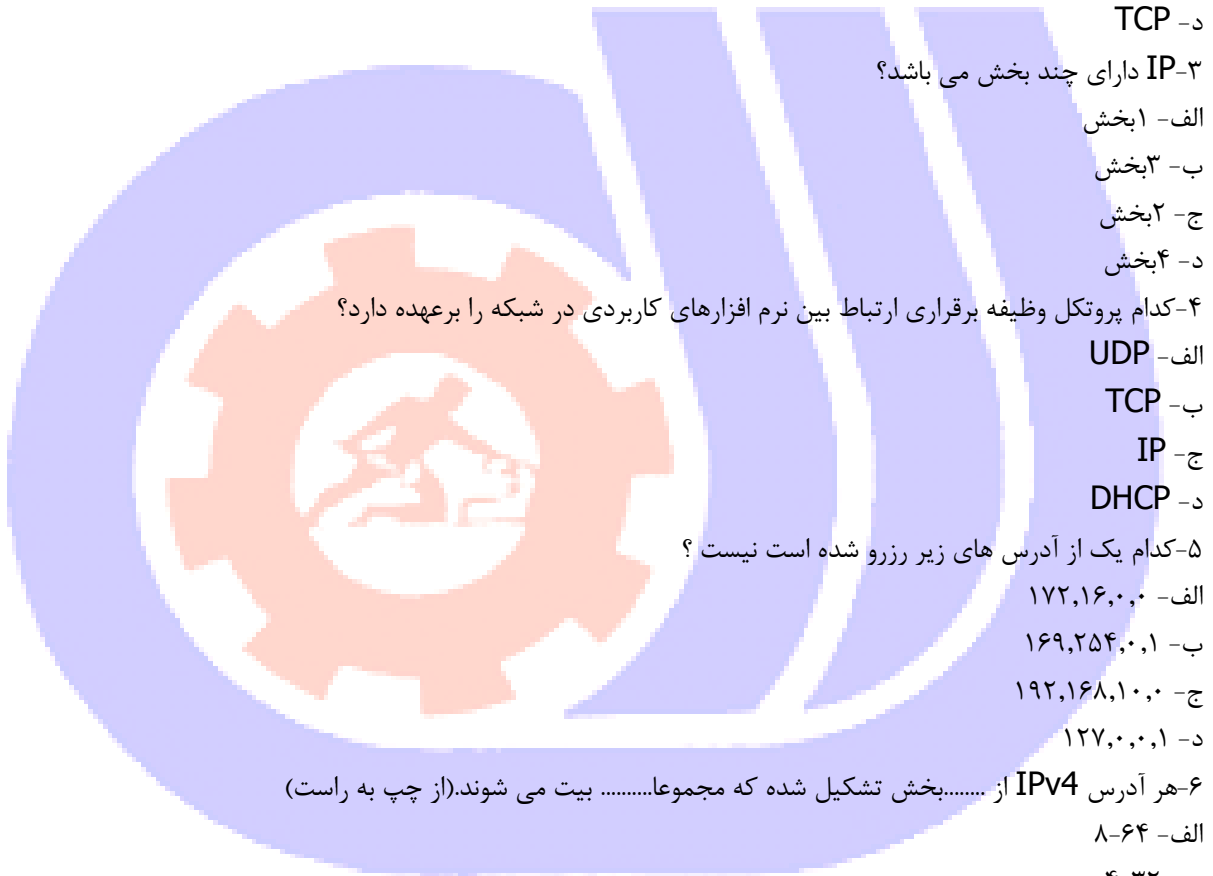 د- TCP
۳-IP دارای چند بخش می باشد؟
الف- ۱بخش
ب- ۳بخش
ج- ۲بخش
د- ۴بخش
۴-کدام پروتکل وظیفه برقراری ارتباط بین نرم افزارهای کاربردی در شبکه را برعهده دارد؟
الف- UDP
ب- TCP
ج- IP
د- DHCP
۵-کدام یک از آدرس های زیر رزرو شده است نیست ؟
الف- ۱۷۲,۱۶,۰,۰
ب- ۱۶۹,۲۵۴,۰,۱
ج- ۱۹۲,۱۶۸,۱۰,۰
د- ۱۲۷,۰,۰,۱
۶-هر آدرس IPv4 از ........بخش تشکیل شده که مجموعا.......... بیت می شوند.(از چپ به راست)
الف- ۶۴-۸